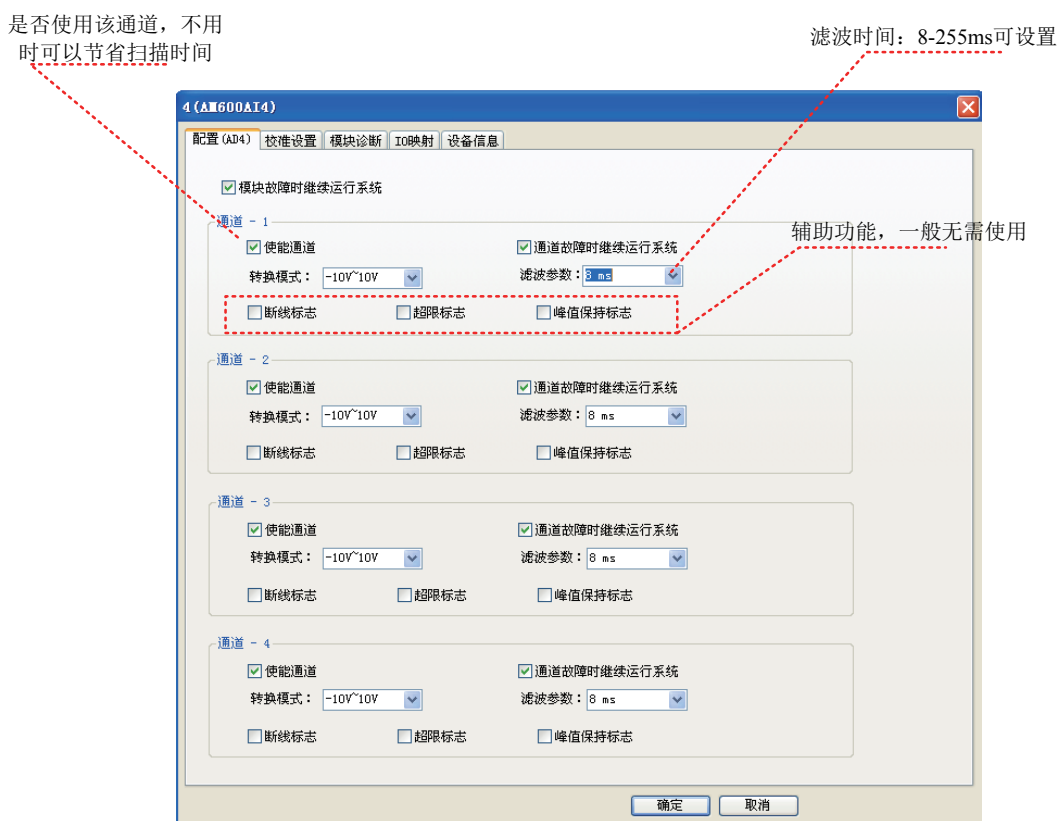 是否使用该通道，不用
时可以节省扫描时间
滤波时间：8-255ms可设置
4(AM600AI4)
配置(AD4) 校准设置 模块诊断 IO映射 设备信息
模块故障时继续运行系统
通道 - 1
使能通道 通道故障时继续运行系统
转换模式： -10V~10V 滤波参数：8 ms
断线标志 超限标志 峰值保持标志
辅助功能，一般无需使用
通道 - 2
使能通道 通道故障时继续运行系统
转换模式： -10V~10V 滤波参数：8 ms
断线标志 超限标志 峰值保持标志
通道 - 3
使能通道 通道故障时继续运行系统
转换模式： -10V~10V 滤波参数：8 ms
断线标志 超限标志 峰值保持标志
通道 - 4
使能通道 通道故障时继续运行系统
转换模式： -10V~10V 滤波参数：8 ms
断线标志 超限标志 峰值保持标志
确定 取消